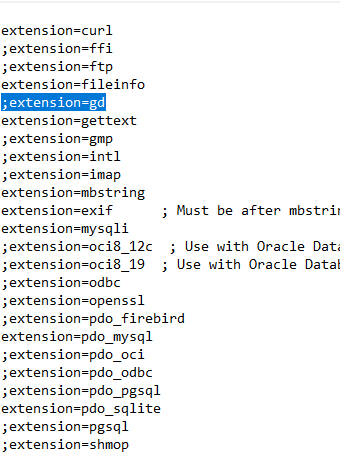 extension=curl
;extension=ffi
;extension=ftp
extension=fileinfo
;extension=gd
extension=gettext
;extension=gmp
;extension=intl
;extension=imap
extension=mbstring
extension=exif      ; Must be after mbstrin
extension=mysqli
;extension=oci8_12c  ; Use with Oracle Data
;extension=oci8_19  ; Use with Oracle Datab
;extension=odbc
;extension=openssl
;extension=pdo_firebird
extension=pdo_mysql
;extension=pdo_oci
;extension=pdo_odbc
;extension=pdo_pgsql
extension=pdo_sqlite
;extension=pgsql
;extension=shmop